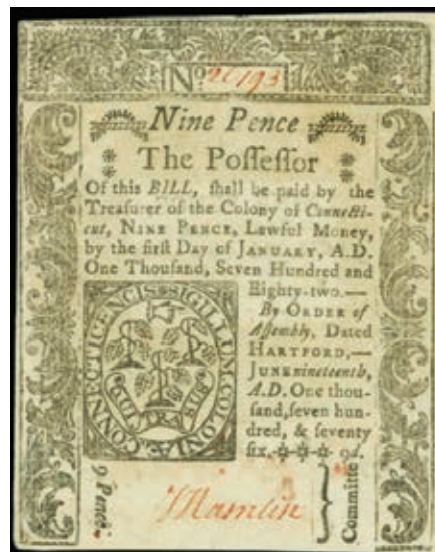 No.
Nine Pence
The Poſſeſſor
Of this BILL, ſhall be paid by the
Treaſurer of the Colony of Connecti-
cut, NINE PENCE, Lawful Money,
by the firſt Day of JANUARY, A.D.
One Thouſand, Seven Hundred and
Eighty-two.—
By ORDER of
Aſſembly, Dated
HARTFORD,—
JUNE nineteenth,
A.D. One thou-
ſand, ſeven hun-
dred, & ſeventy
ſix. 9d.
SIGILLUM COLONIÆ CONNECTICENCIS
9 Pence.
Committe